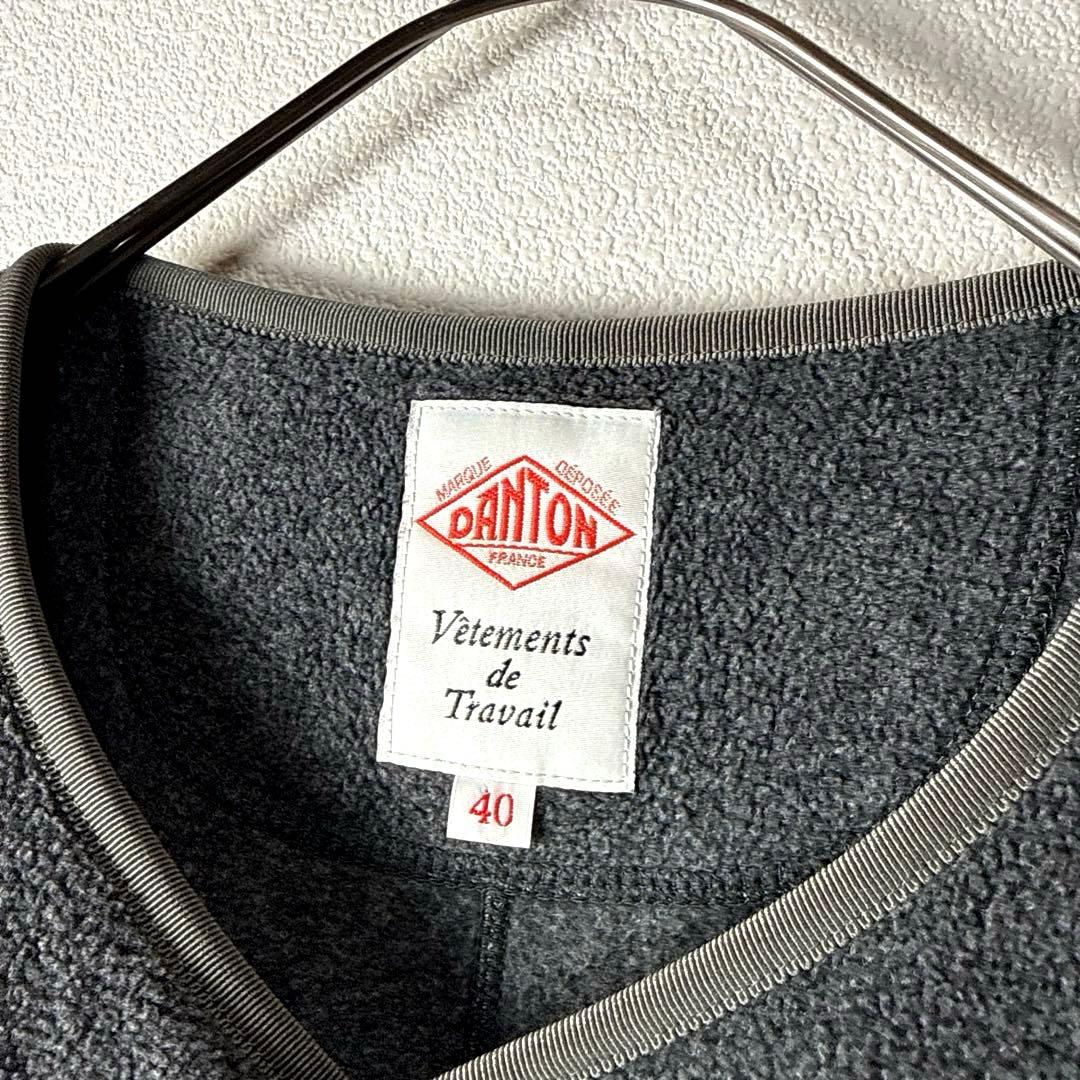 MARQUE DÉPOSÉE
DANTON
FRANCE
Vêtements
de
Travail
40